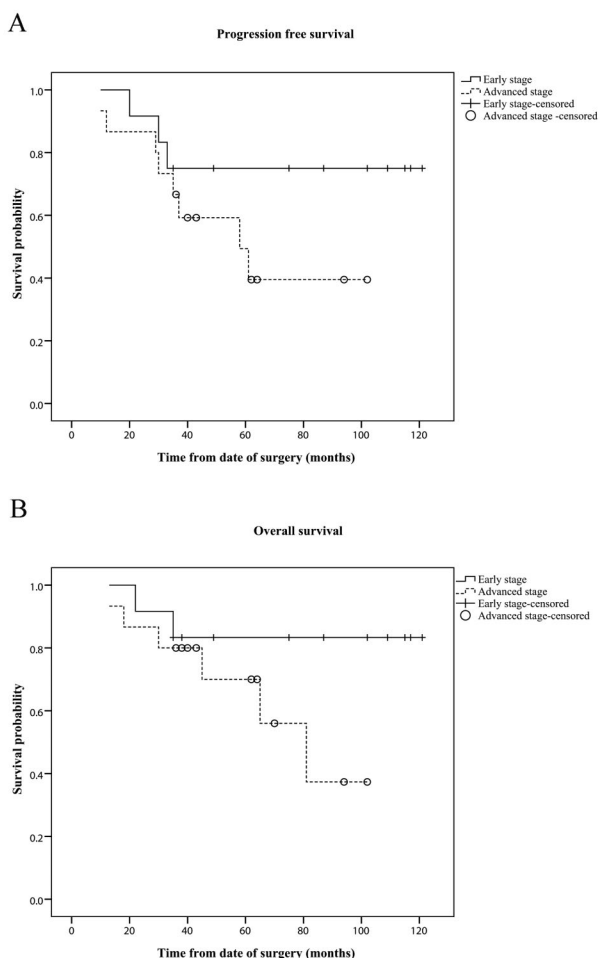 A
Progression free survival
Early stage
Advanced stage
Early stage-censored
Advanced stage -censored
1.0
0.8
0.6
0.4
0.2
0.0
Survival probability
0 20 40 60 80 100 120
Time from date of surgery (months)
B
Overall survival
Early stage
Advanced stage
Early stage-censored
Advanced stage-censored
1.0
0.8
0.6
0.4
0.2
0.0
Survival probability
0 20 40 60 80 100 120
Time from date of surgery (months)